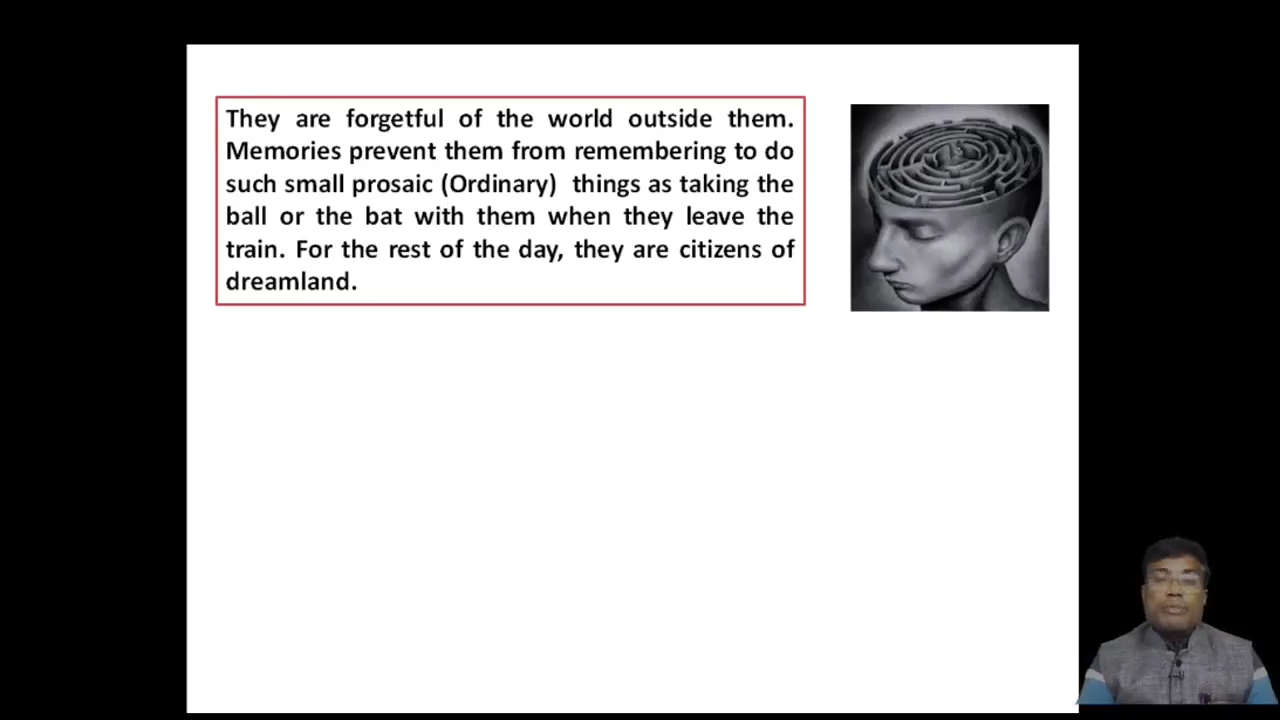 They are forgetful of the world outside them.
Memories prevent them from remembering to do
such small prosaic (Ordinary) things as taking the
ball or the bat with them when they leave the
train. For the rest of the day, they are citizens of
dreamland.